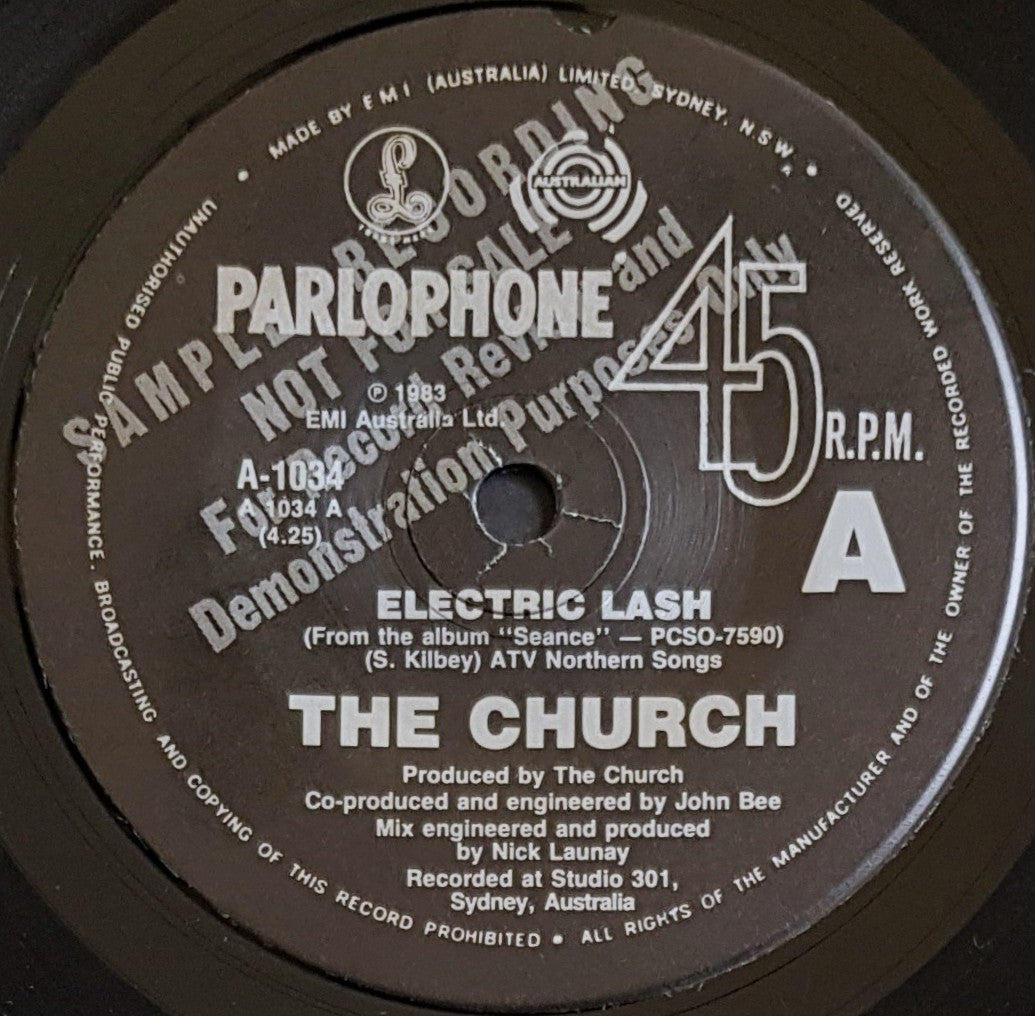 MADE BY EMI (AUSTRALIA) LIMITED, SYDNEY, N.S.W.
TRADE MARK
AUSTRALIAN
PARLOPHONE
45
R.P.M.
SAMPLE RECORDING
NOT FOR SALE
For Record Review and
Demonstration Purposes Only
℗ 1983
EMI Australia Ltd.
A-1034
A 1034 A
(4.25)
A
ELECTRIC LASH
(From the album "Seance" — PCSO-7590)
(S. Kilbey) ATV Northern Songs
THE CHURCH
Produced by The Church
Co-produced and engineered by John Bee
Mix engineered and produced
by Nick Launay
Recorded at Studio 301,
Sydney, Australia
UNAUTHORISED PUBLIC PERFORMANCE. BROADCASTING AND COPYING OF THIS RECORD PROHIBITED • ALL RIGHTS OF THE MANUFACTURER AND OF THE OWNER OF THE RECORDED WORK RESERVED